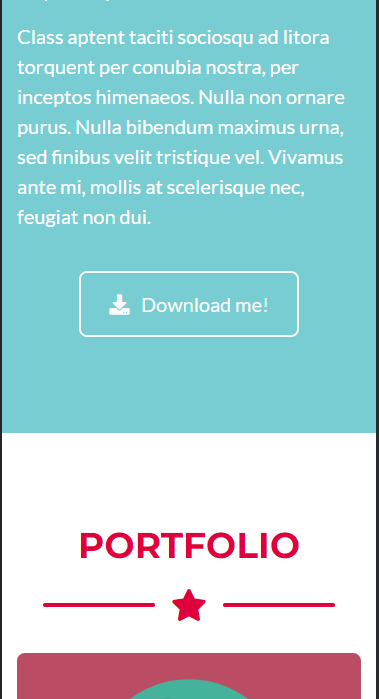 Class aptent taciti sociosqu ad litora
torquent per conubia nostra, per
inceptos himenaeos. Nulla non ornare
purus. Nulla bibendum maximus urna,
sed finibus velit tristique vel. Vivamus
ante mi, mollis at scelerisque nec,
feugiat non dui.
Download me!
PORTFOLIO